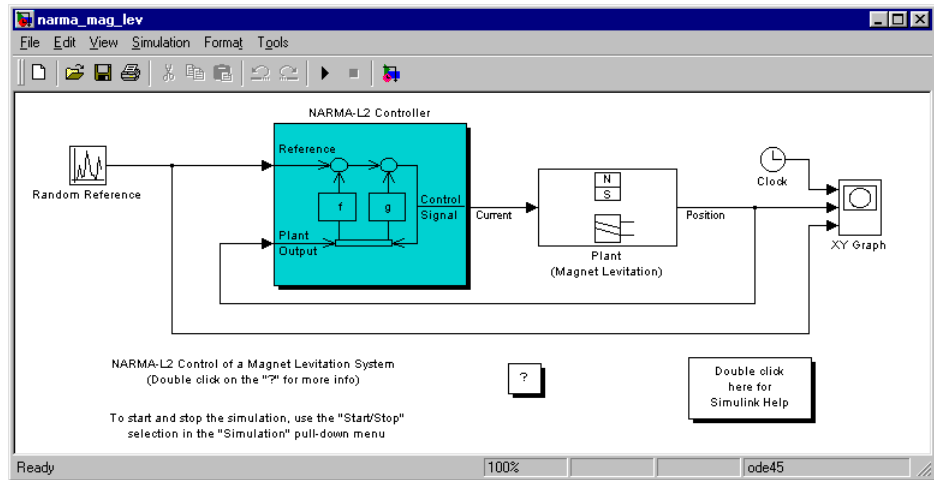 narma_mag_lev
File Edit View Simulation Format Tools
NARMA-L2 Controller
Reference
Random Reference
f
g
Control
Signal
Plant
Output
Current
N
S
Plant
(Magnet Levitation)
Position
Clock
XY Graph
NARMA-L2 Control of a Magnet Levitation System
(Double click on the "?" for more info)
?
Double click
here for
Simulink Help
To start and stop the simulation, use the "Start/Stop"
selection in the "Simulation" pull-down menu
Ready
100%
ode45